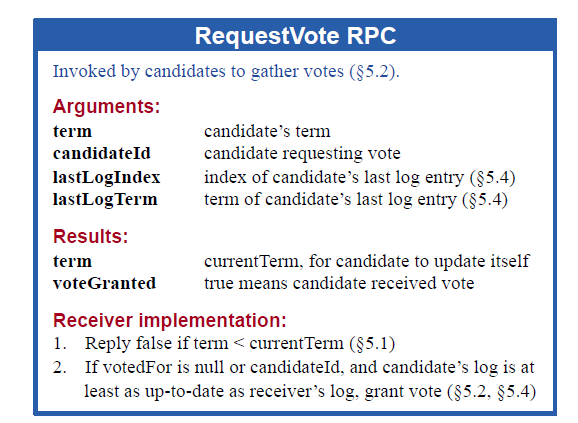 RequestVote RPC
Invoked by candidates to gather votes (§5.2).
Arguments:
term candidate’s term
candidateId candidate requesting vote
lastLogIndex index of candidate’s last log entry (§5.4)
lastLogTerm term of candidate’s last log entry (§5.4)
Results:
term currentTerm, for candidate to update itself
voteGranted true means candidate received vote
Receiver implementation:
1. Reply false if term < currentTerm (§5.1)
2. If votedFor is null or candidateId, and candidate’s log is at
least as up-to-date as receiver’s log, grant vote (§5.2, §5.4)